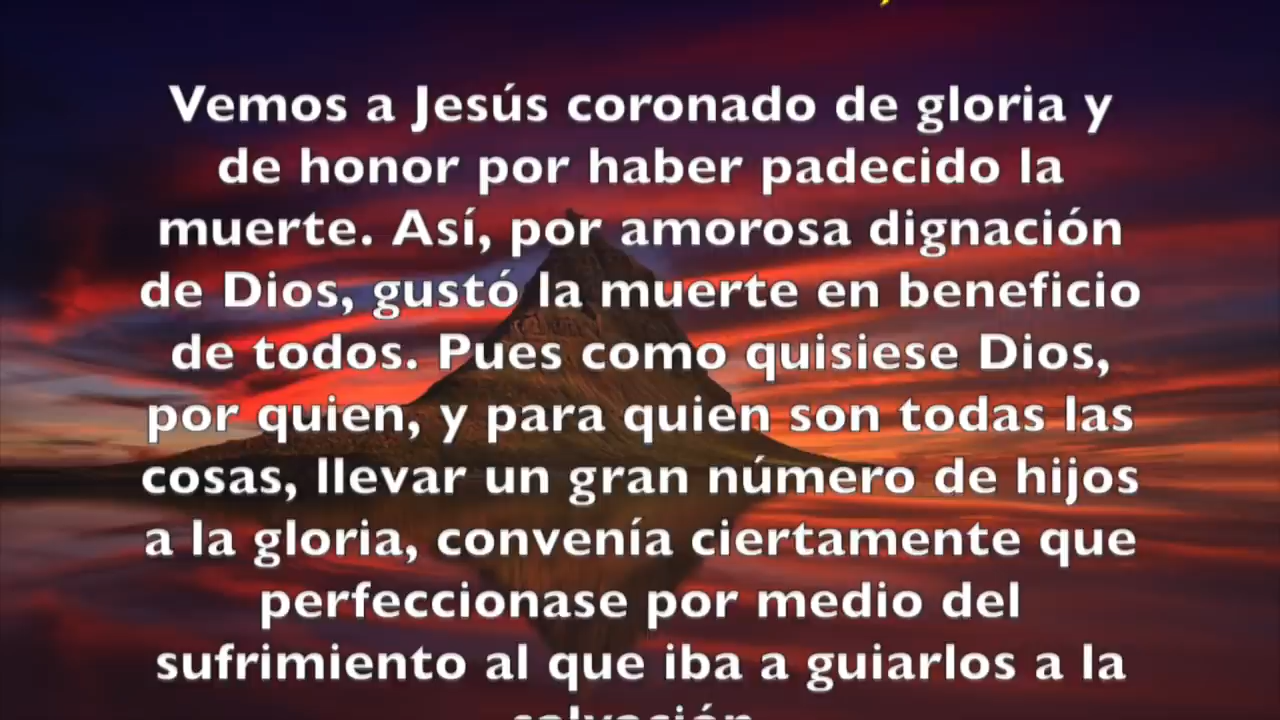 Vemos a Jesús coronado de gloria y
de honor por haber padecido la
muerte. Así, por amorosa dignación
de Dios, gustó la muerte en beneficio
de todos. Pues como quisiese Dios,
por quien, y para quien son todas las
cosas, llevar un gran número de hijos
a la gloria, convenía ciertamente que
perfeccionase por medio del
sufrimiento al que iba a guiarlos a la